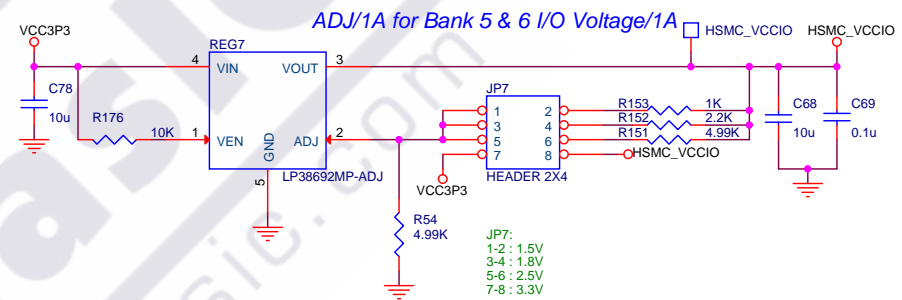 ADJ/1A for Bank 5 & 6 I/O Voltage/1A
HSMC_VCCIO
HSMC_VCCIO
VCC3P3
REG7
4
VIN
VOUT
3
C78
10u
R176
10K
1
VEN
GND
ADJ
2
5
LP38692MP-ADJ
JP7
1
2
3
4
5
6
7
8
HEADER 2X4
R153
1K
R152
2.2K
R151
4.99K
HSMC_VCCIO
VCC3P3
C68
10u
C69
0.1u
R54
4.99K
JP7:
1-2 : 1.5V
3-4 : 1.8V
5-6 : 2.5V
7-8 : 3.3V
asic
sic.com